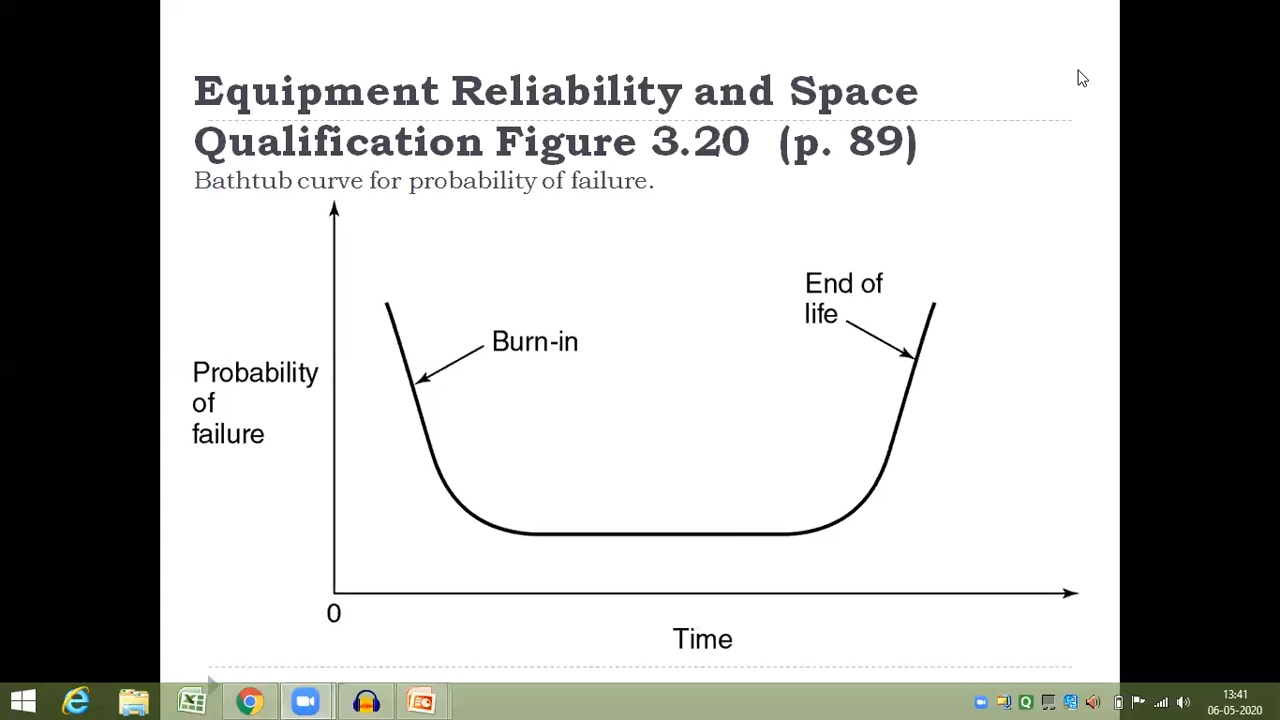 Equipment Reliability and Space
Qualification Figure 3.20 (p. 89)
Bathtub curve for probability of failure.
End of
life
Burn-in
Probability
of
failure
0
Time
13:41
06-05-2020